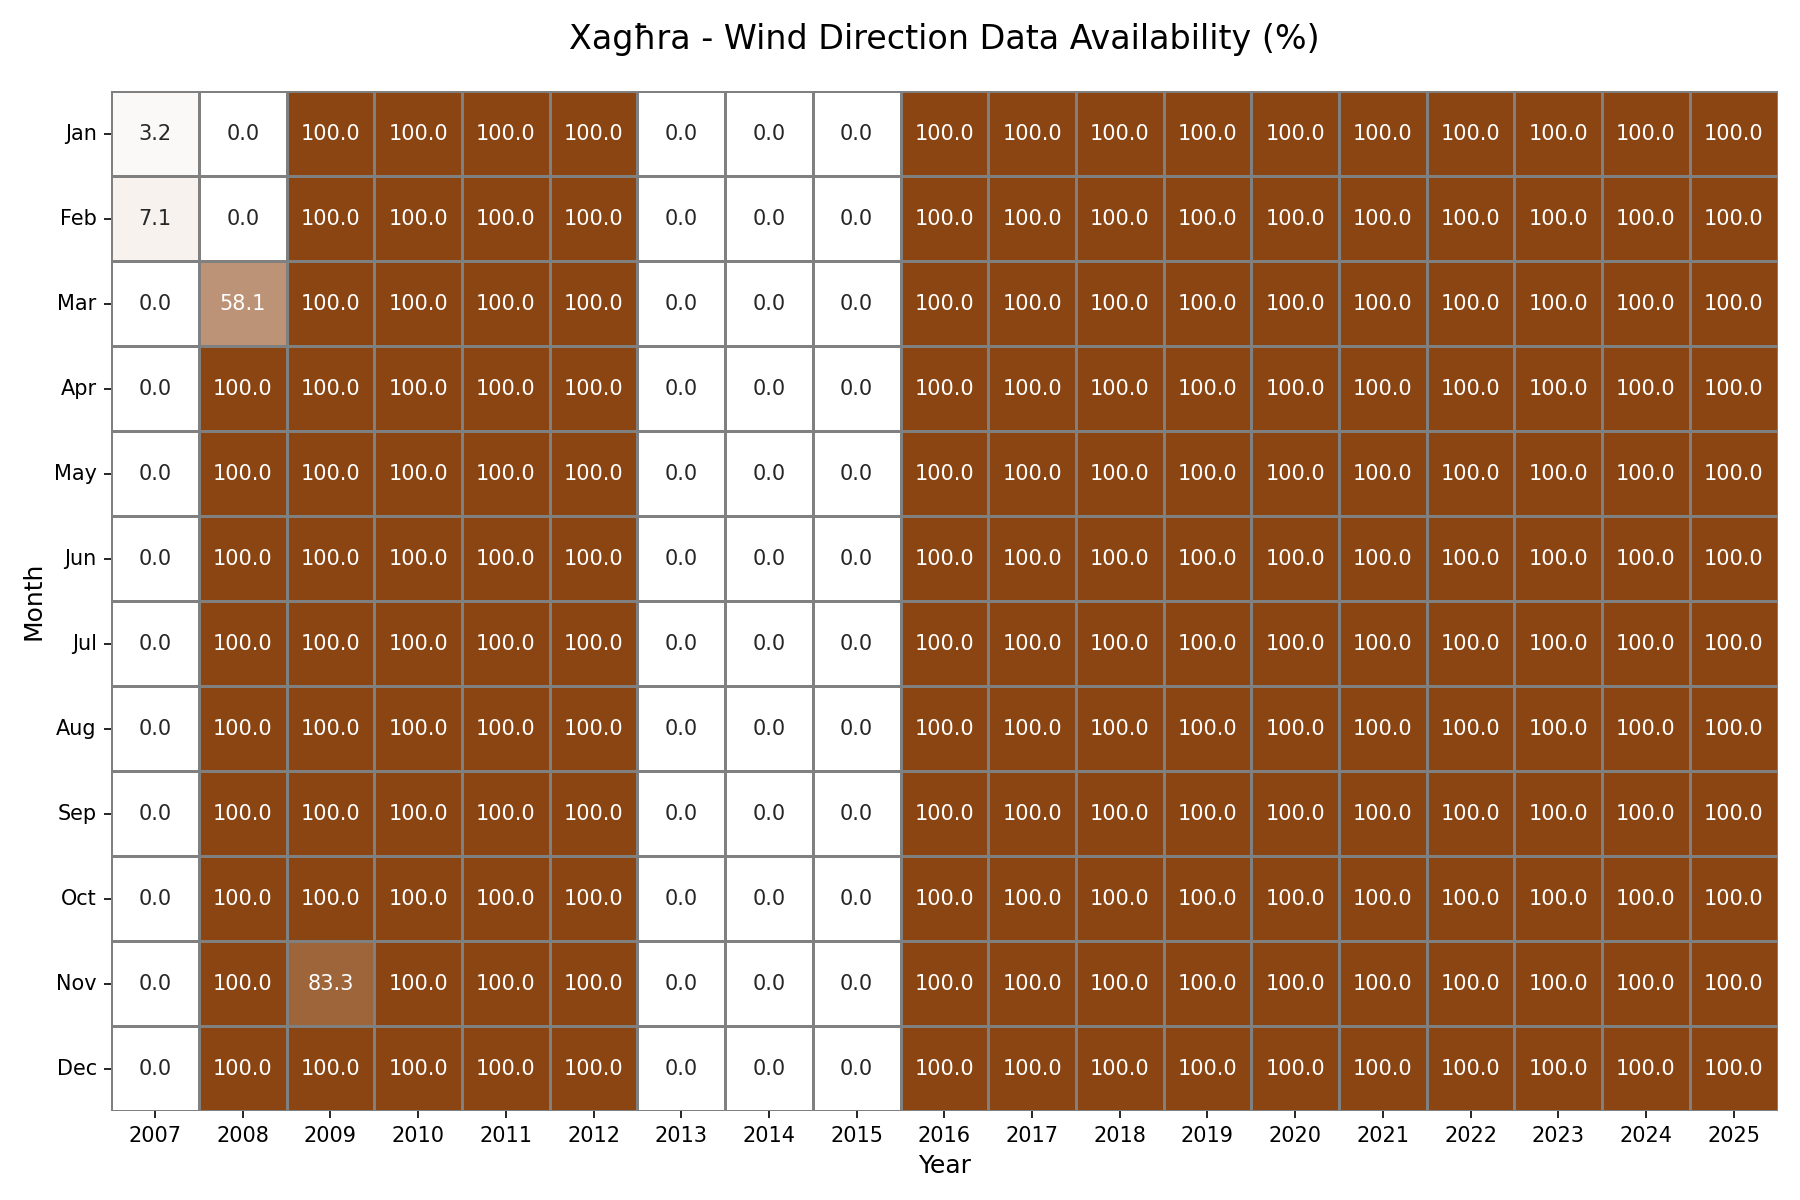 Xagħra - Wind Direction Data Availability (%)
Month
Jan 3.2 0.0 100.0 100.0 100.0 100.0 0.0 0.0 0.0 100.0 100.0 100.0 100.0 100.0 100.0 100.0 100.0 100.0 100.0
Feb 7.1 0.0 100.0 100.0 100.0 100.0 0.0 0.0 0.0 100.0 100.0 100.0 100.0 100.0 100.0 100.0 100.0 100.0 100.0
Mar 0.0 58.1 100.0 100.0 100.0 100.0 0.0 0.0 0.0 100.0 100.0 100.0 100.0 100.0 100.0 100.0 100.0 100.0 100.0
Apr 0.0 100.0 100.0 100.0 100.0 100.0 0.0 0.0 0.0 100.0 100.0 100.0 100.0 100.0 100.0 100.0 100.0 100.0 100.0
May 0.0 100.0 100.0 100.0 100.0 100.0 0.0 0.0 0.0 100.0 100.0 100.0 100.0 100.0 100.0 100.0 100.0 100.0 100.0
Jun 0.0 100.0 100.0 100.0 100.0 100.0 0.0 0.0 0.0 100.0 100.0 100.0 100.0 100.0 100.0 100.0 100.0 100.0 100.0
Jul 0.0 100.0 100.0 100.0 100.0 100.0 0.0 0.0 0.0 100.0 100.0 100.0 100.0 100.0 100.0 100.0 100.0 100.0 100.0
Aug 0.0 100.0 100.0 100.0 100.0 100.0 0.0 0.0 0.0 100.0 100.0 100.0 100.0 100.0 100.0 100.0 100.0 100.0 100.0
Sep 0.0 100.0 100.0 100.0 100.0 100.0 0.0 0.0 0.0 100.0 100.0 100.0 100.0 100.0 100.0 100.0 100.0 100.0 100.0
Oct 0.0 100.0 100.0 100.0 100.0 100.0 0.0 0.0 0.0 100.0 100.0 100.0 100.0 100.0 100.0 100.0 100.0 100.0 100.0
Nov 0.0 100.0 83.3 100.0 100.0 100.0 0.0 0.0 0.0 100.0 100.0 100.0 100.0 100.0 100.0 100.0 100.0 100.0 100.0
Dec 0.0 100.0 100.0 100.0 100.0 100.0 0.0 0.0 0.0 100.0 100.0 100.0 100.0 100.0 100.0 100.0 100.0 100.0 100.0
2007 2008 2009 2010 2011 2012 2013 2014 2015 2016 2017 2018 2019 2020 2021 2022 2023 2024 2025
Year